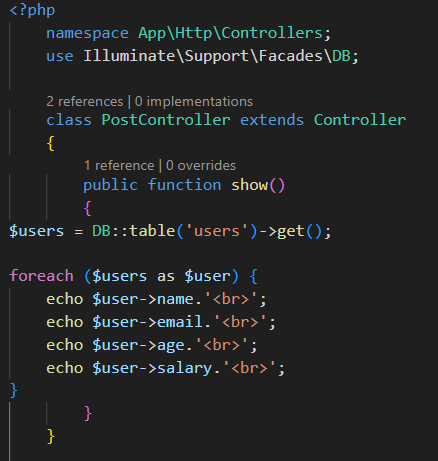 <?php
namespace App\Http\Controllers;
use Illuminate\Support\Facades\DB;
2 references | 0 implementations
class PostController extends Controller
{
1 reference | 0 overrides
public function show()
{
$users = DB::table('users')->get();
foreach ($users as $user) {
echo $user->name.'<br>';
echo $user->email.'<br>';
echo $user->age.'<br>';
echo $user->salary.'<br>';
}
}
}